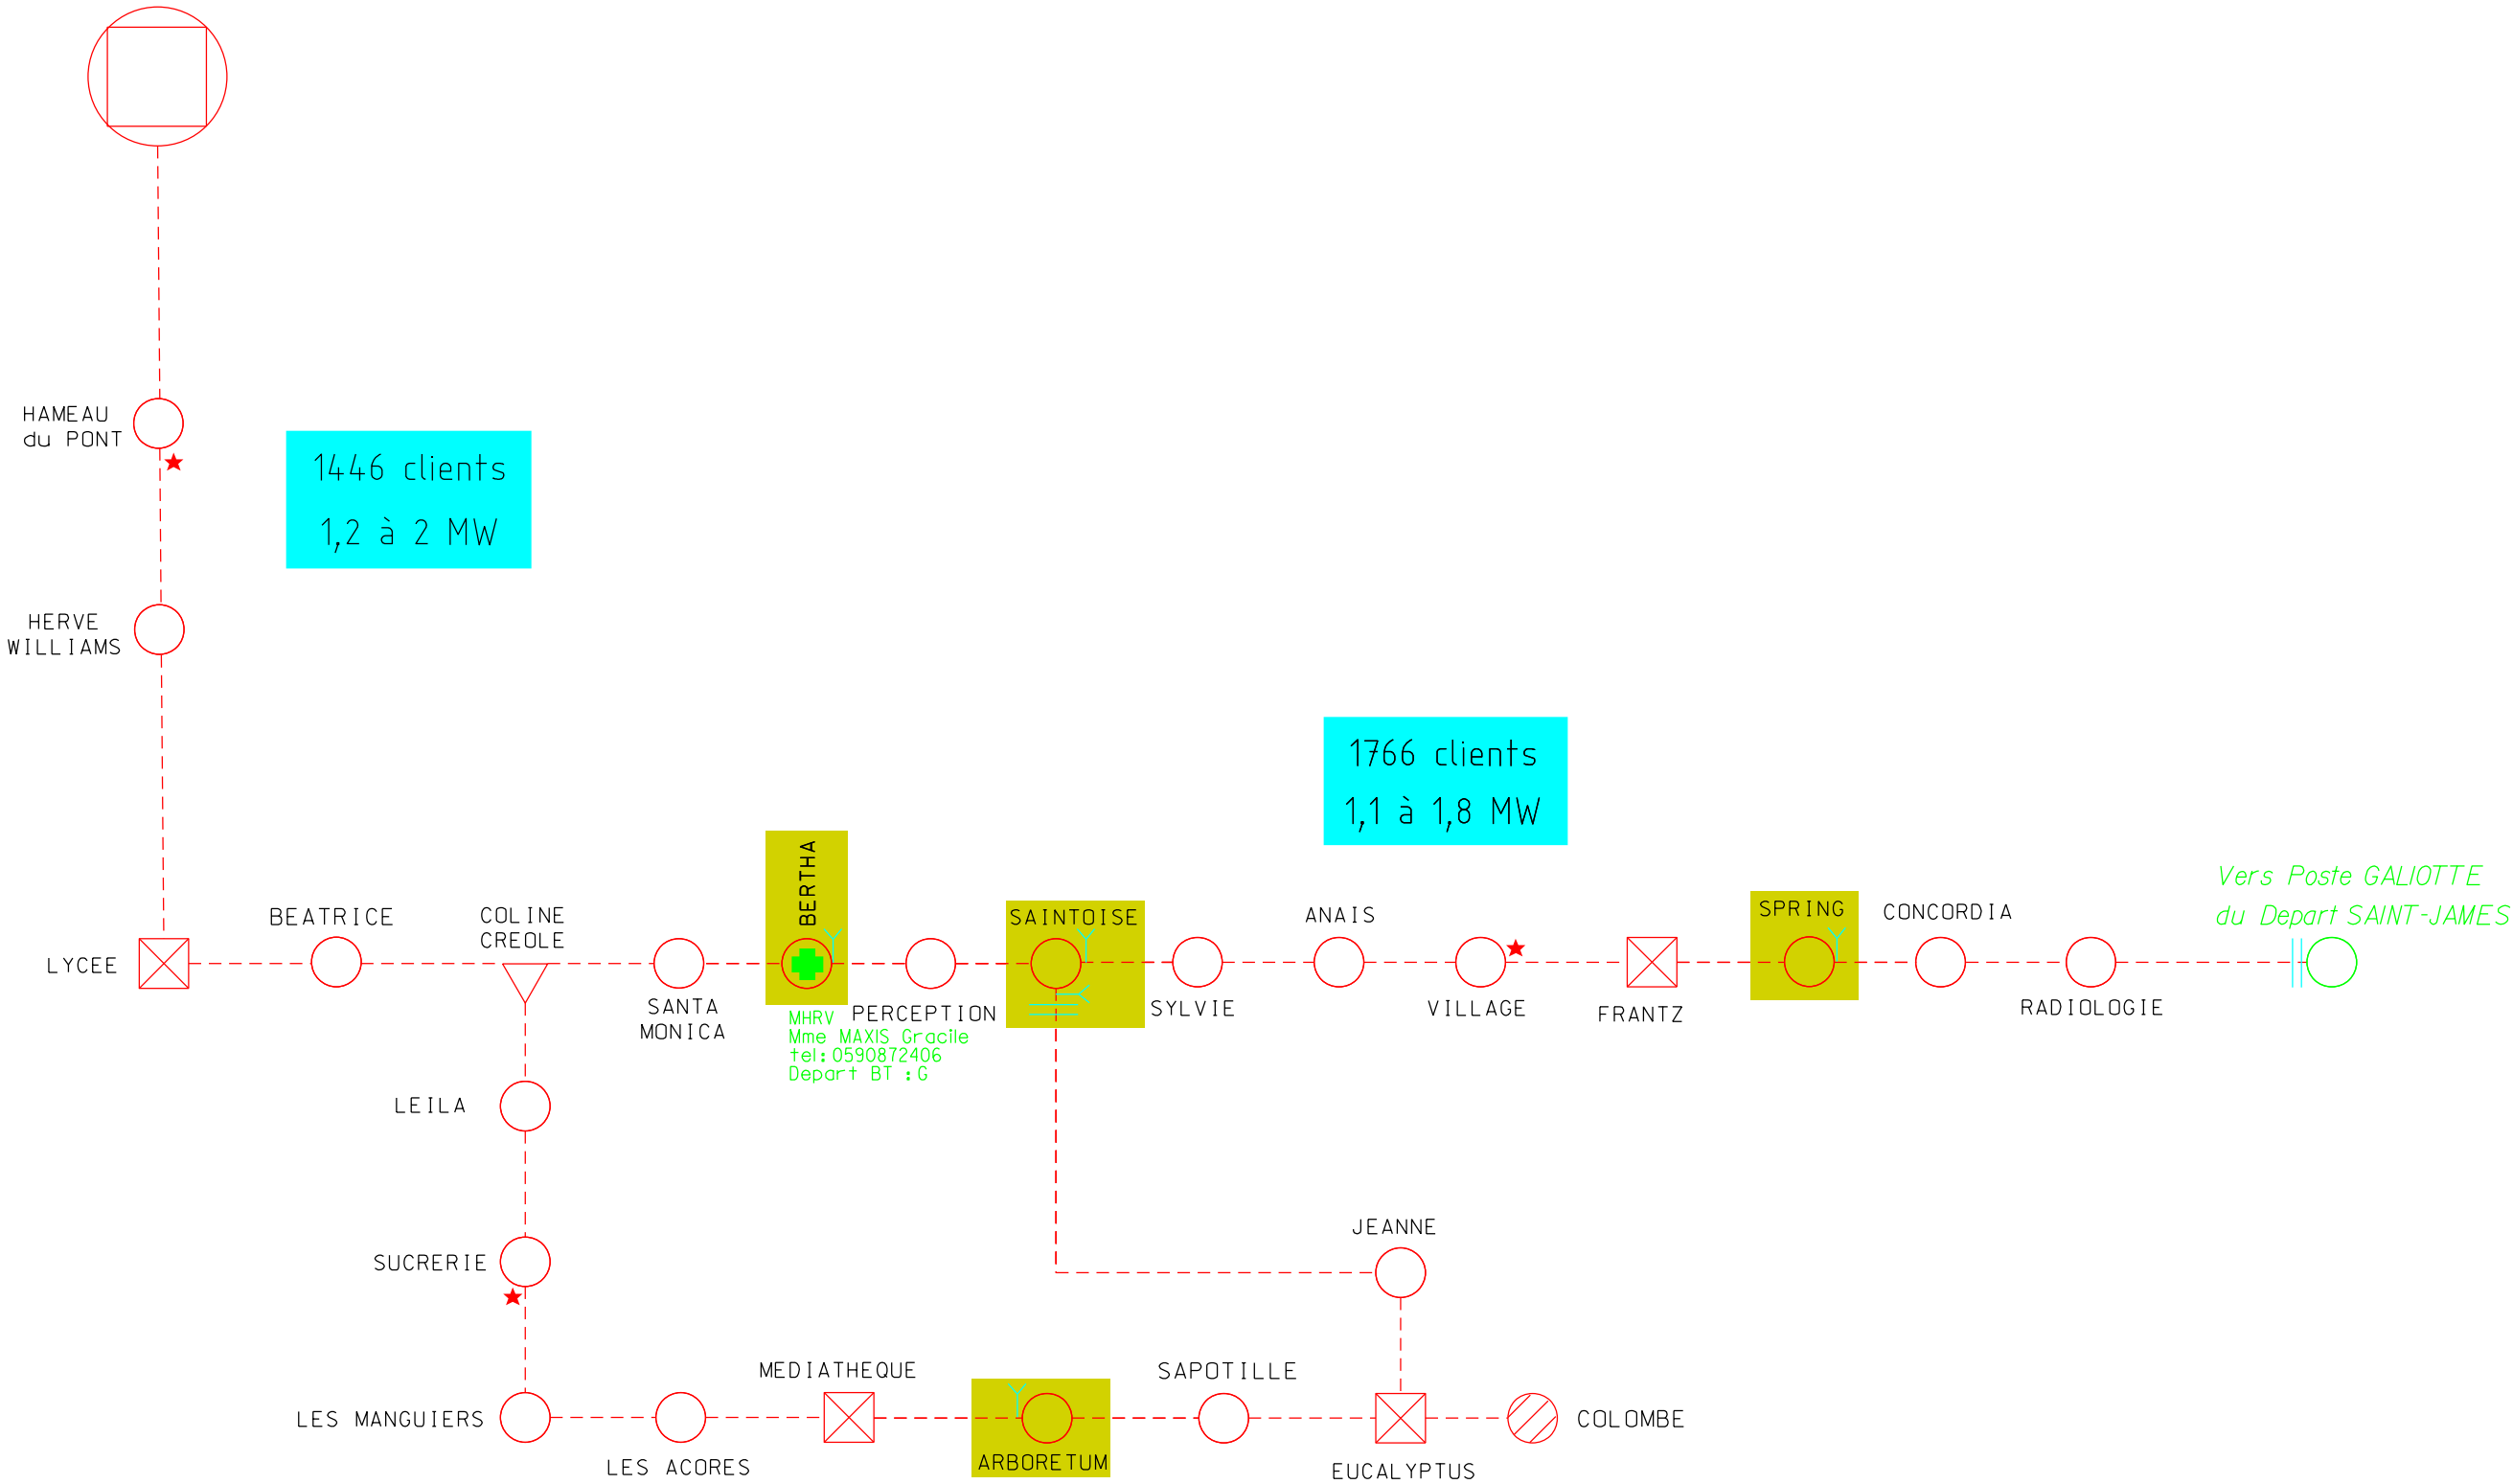 HAMEAU
du PONT
1446 clients
1,2 à 2 MW
HERVE
WILLIAMS
1766 clients
1,1 à 1,8 MW
Vers Poste GALIOTTE
du Depart SAINT-JAMES
LYCEE
BEATRICE
COLINE
CREOLE
SANTA
MONICA
BERTHA
MHRV
Mme MAXIS Gracile
tel:0590872406
Depart BT :G
PERCEPTION
SAINTOISE
SYLVIE
ANAIS
VILLAGE
FRANTZ
SPRING
CONCORDIA
RADIOLOGIE
LEILA
SUCRERIE
JEANNE
LES MANGUIERS
LES ACORES
MEDIATHEQUE
ARBORETUM
SAPOTILLE
EUCALYPTUS
COLOMBE